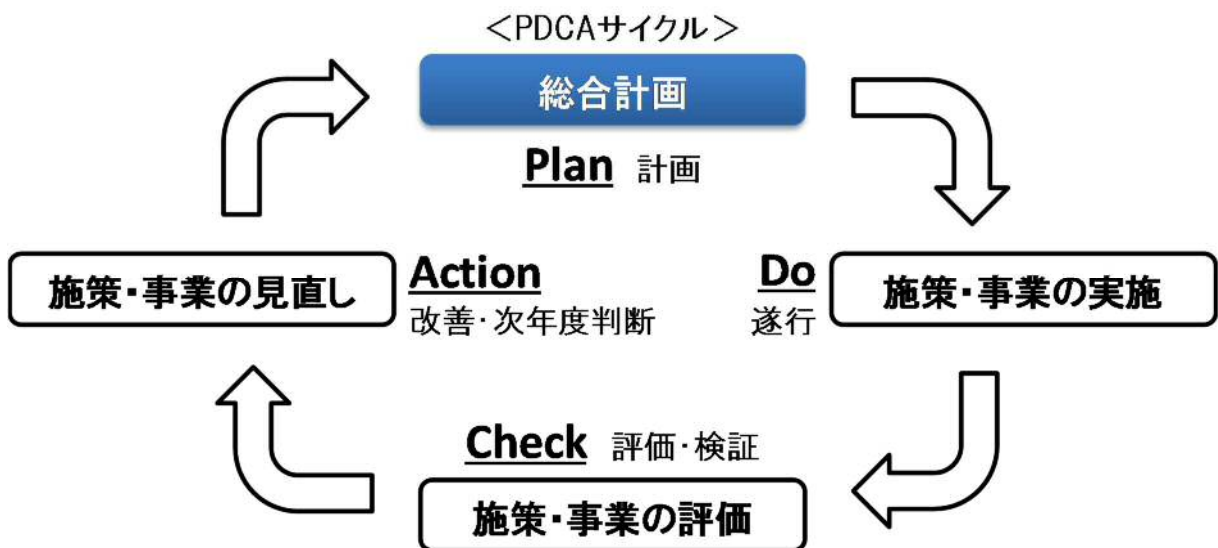 ＜PDCAサイクル＞
総合計画
Plan 計画
施策・事業の見直し
Action
改善・次年度判断
Do
遂行
施策・事業の実施
Check 評価・検証
施策・事業の評価